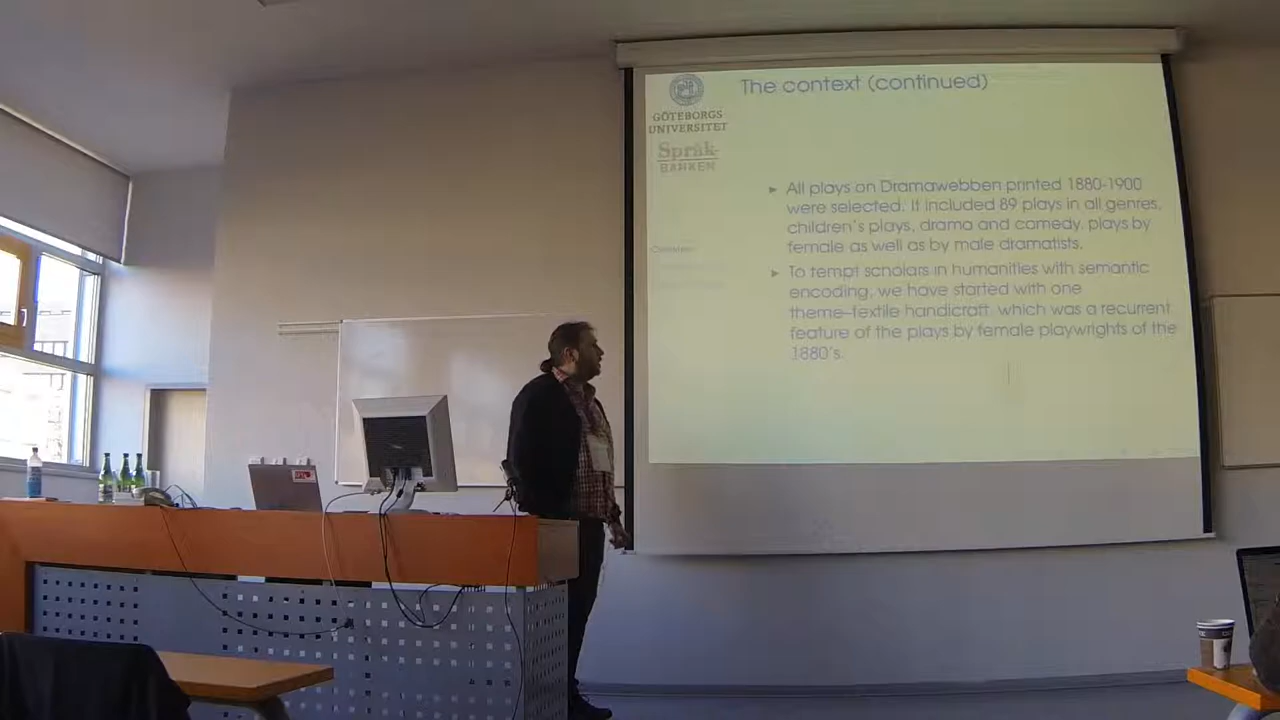 The context (continued)
GÖTEBORGS
UNIVERSITET
Språk-
BANKEN
▸ All plays on Dramawebben printed 1880-1900
were selected. It included 89 plays in all genres,
children's plays, drama and comedy, plays by
female as well as by male dramatists.
▸ To tempt scholars in humanities with semantic
encoding, we have started with one
theme–textile handicraft, which was a recurrent
feature of the plays by female playwrights of the
1880's.